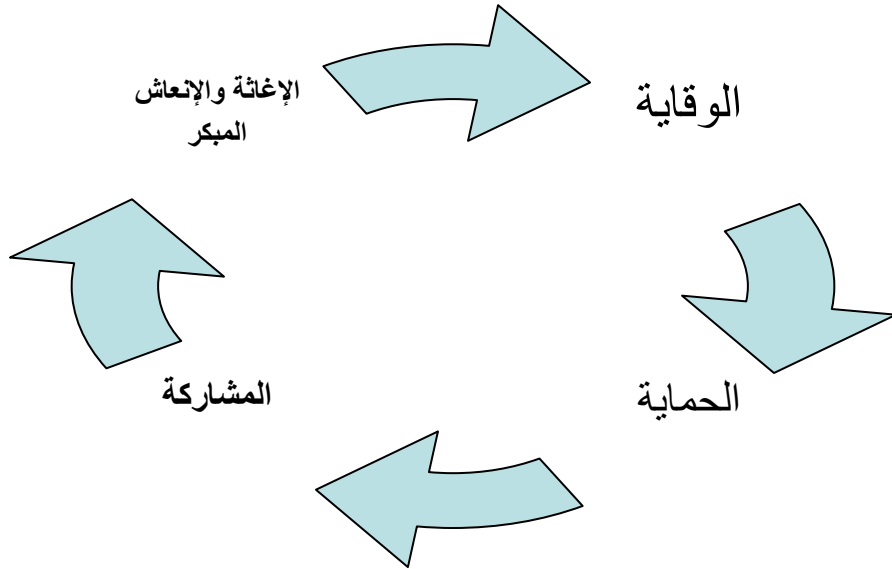 الوقاية
الإغاثة والإنعاش
المبكر
الحماية
المشاركة